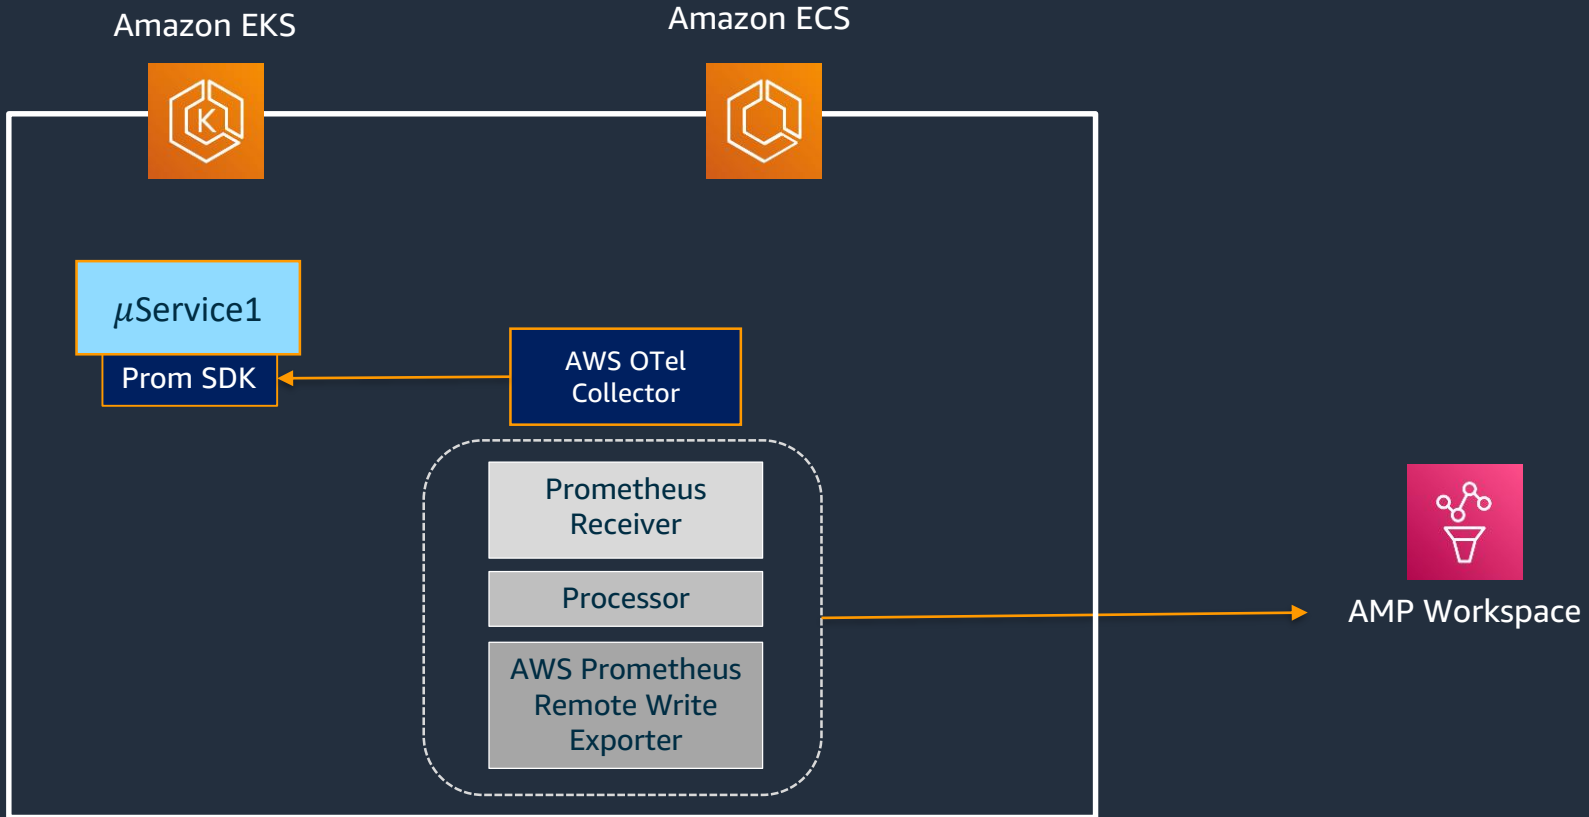 Amazon EKS
Amazon ECS
K
μService1
Prom SDK
AWS OTel
Collector
Prometheus
Receiver
Processor
AWS Prometheus
Remote Write
Exporter
AMP Workspace